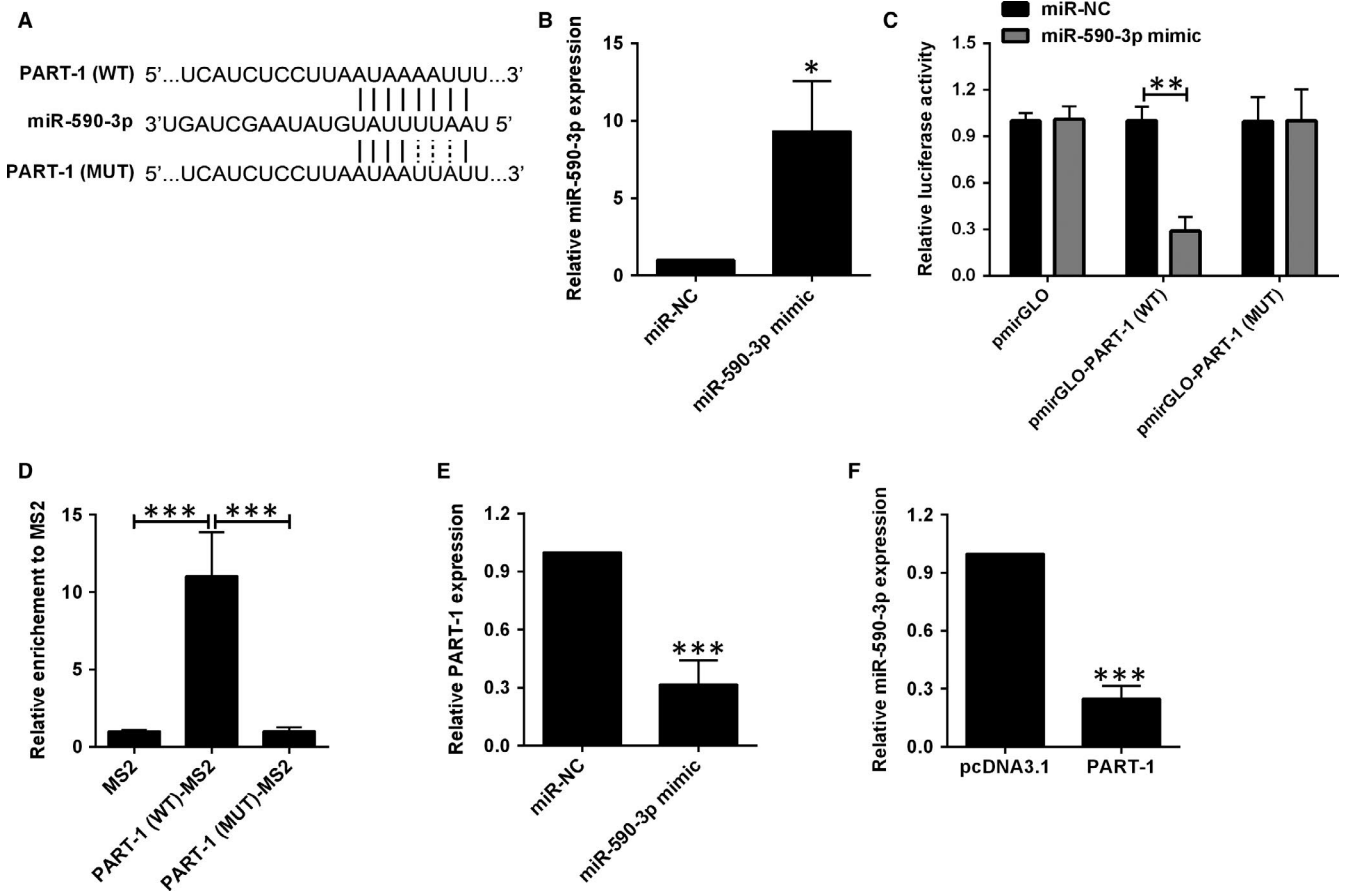 A
PART-1 (WT) 5'...UCAUCUCCUUAAUAAAAUUU...3'
miR-590-3p 3'UGAUCGAAUAUGUAUUUUAAU 5'
PART-1 (MUT) 5'...UCAUCUCCUUAAUAAUUAUU...3'
B
Relative miR-590-3p expression
15
10
5
0
*
miR-NC
miR-590-3p mimic
C
miR-NC
miR-590-3p mimic
Relative luciferase activity
1.5
1.2
0.9
0.6
0.3
0.0
**
pmirGLO
pmirGLO-PART-1 (WT)
pmirGLO-PART-1 (MUT)
D
Relative enrichement to MS2
15
10
5
0
***
***
MS2
PART-1 (WT)-MS2
PART-1 (MUT)-MS2
E
Relative PART-1 expression
1.2
0.9
0.6
0.3
0.0
***
miR-NC
miR-590-3p mimic
F
Relative miR-590-3p expression
1.2
0.9
0.6
0.3
0.0
***
pcDNA3.1
PART-1